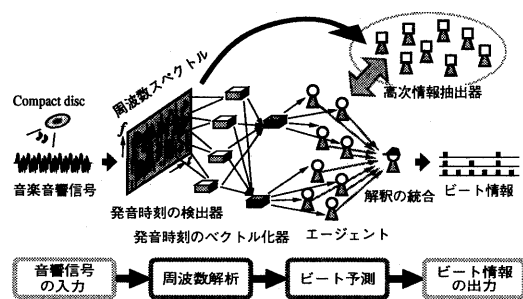 周波数スペクトル
Compact disc
f
t
高次情報抽出器
音楽音響信号
発音時刻の検出器
解釈の統合
ビート情報
発音時刻のベクトル化器
エージェント
音響信号
の入力
周波数解析
ビート予測
ビート情報
の出力